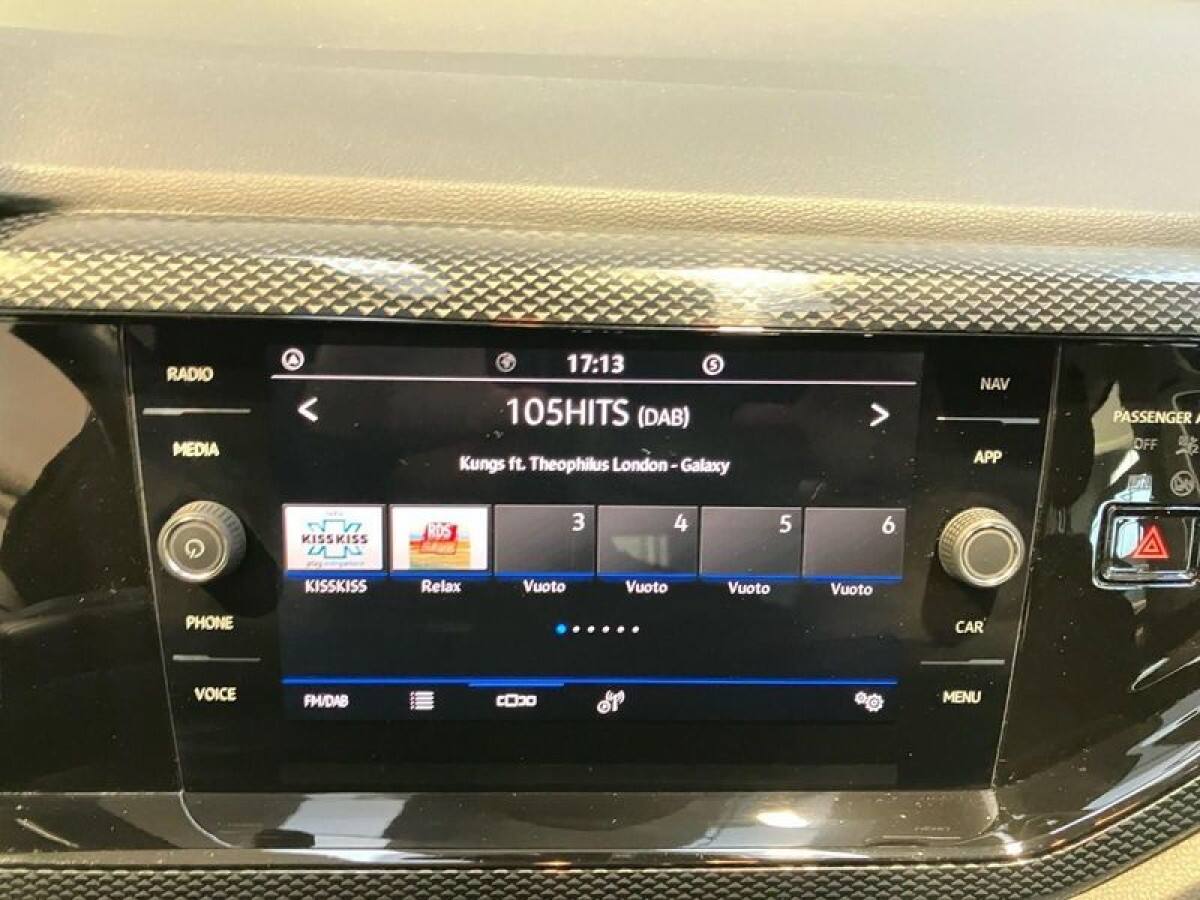 17:13
RADIO
NAV
105HITS (DAB)
PASSENGER A
MEDIA
OFF
APP
Kungs ft. Theophilus London - Galaxy
KISSKISS
RDS
3
4
5
6
KISSKISS
Relax
Vuoto
Vuoto
Vuoto
Vuoto
PHONE
CAR
VOICE
FM/DAB
MENU